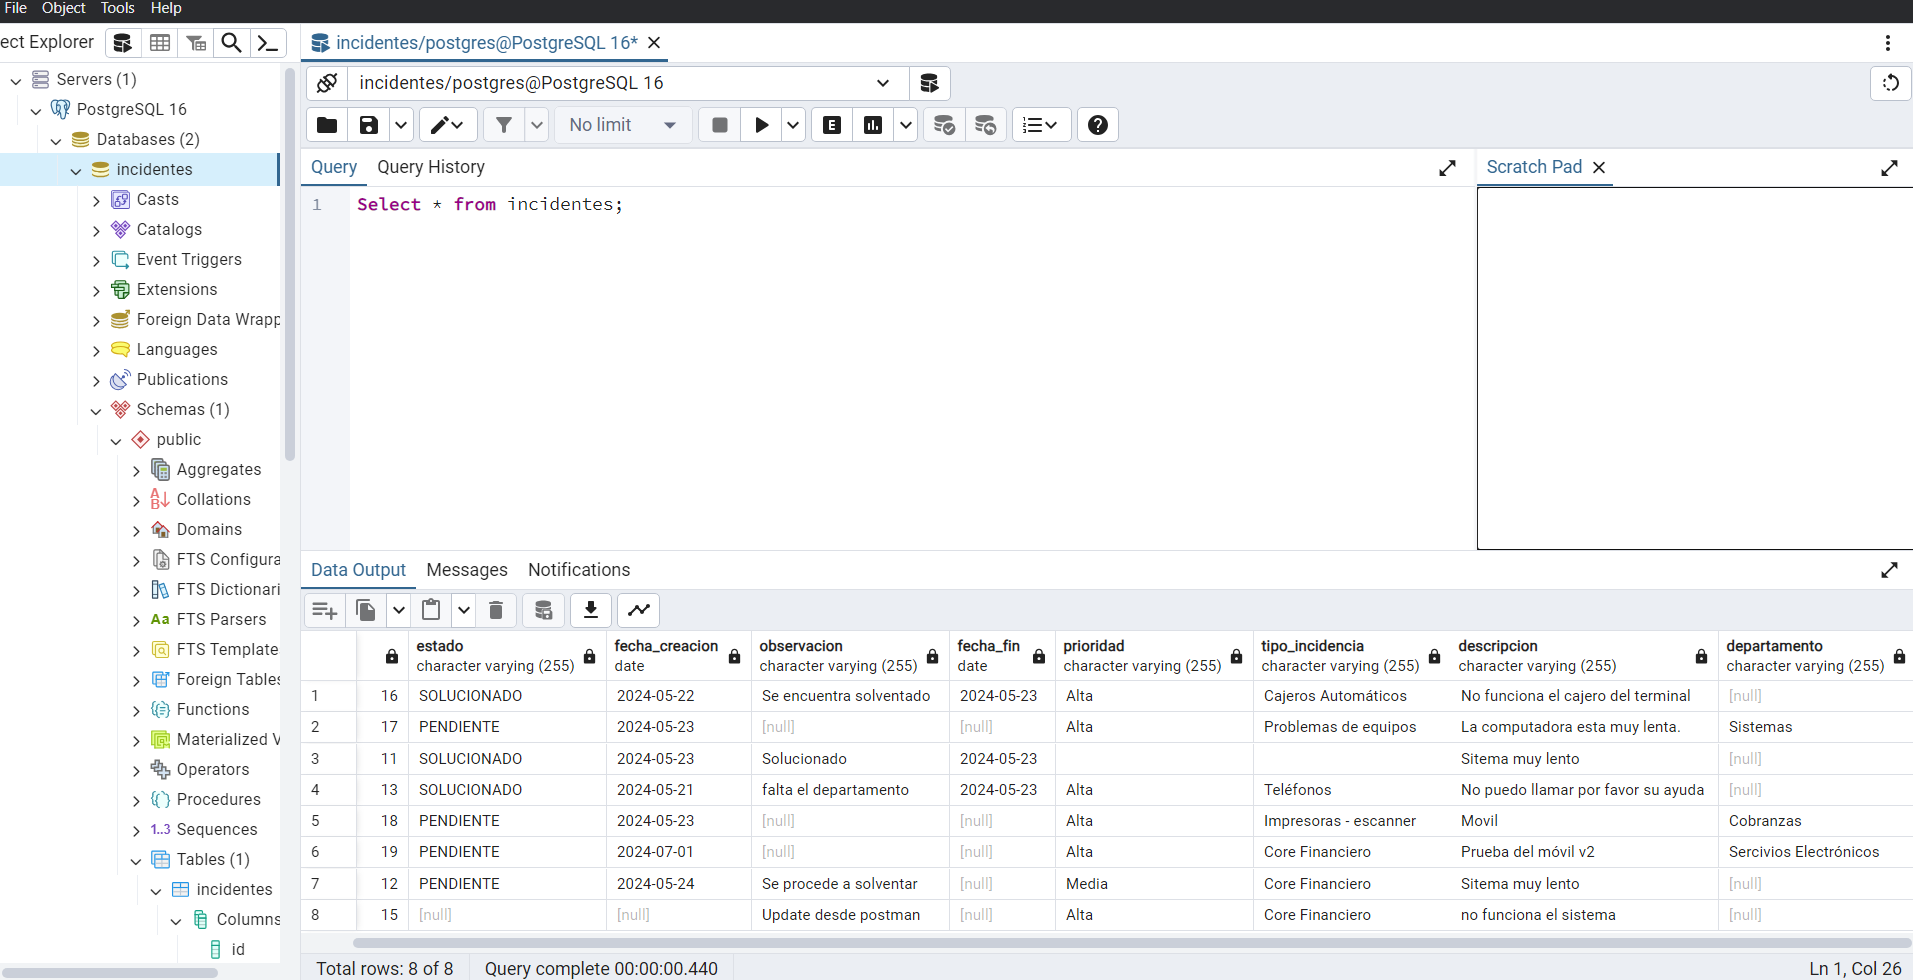 File Object Tools Help
ect Explorer
incidentes/postgres@PostgreSQL 16*
Servers (1)
PostgreSQL 16
Databases (2)
incidentes
Casts
Catalogs
Event Triggers
Extensions
Foreign Data Wrapp
Languages
Publications
Schemas (1)
public
Aggregates
Collations
Domains
FTS Configura
FTS Dictionari
Aa FTS Parsers
FTS Template
Foreign Tables
Functions
Materialized V
Operators
Procedures
1..3 Sequences
Tables (1)
incidentes
Columns
id
incidentes/postgres@PostgreSQL 16
No limit
E
Query Query History
Scratch Pad
1 Select * from incidentes;
Data Output Messages Notifications
estado fecha_creacion observacion fecha_fin prioridad tipo_incidencia descripcion departamento
character varying (255) date character varying (255) date character varying (255) character varying (255) character varying (255) character varying (255)
1 16 SOLUCIONADO 2024-05-22 Se encuentra solventado 2024-05-23 Alta Cajeros Automáticos No funciona el cajero del terminal [null]
2 17 PENDIENTE 2024-05-23 [null] [null] Alta Problemas de equipos La computadora esta muy lenta. Sistemas
3 11 SOLUCIONADO 2024-05-23 Solucionado 2024-05-23 Sitema muy lento [null]
4 13 SOLUCIONADO 2024-05-21 falta el departamento 2024-05-23 Alta Teléfonos No puedo llamar por favor su ayuda [null]
5 18 PENDIENTE 2024-05-23 [null] [null] Alta Impresoras - escanner Movil Cobranzas
6 19 PENDIENTE 2024-07-01 [null] [null] Alta Core Financiero Prueba del móvil v2 Sercivios Electrónicos
7 12 PENDIENTE 2024-05-24 Se procede a solventar [null] Media Core Financiero Sitema muy lento [null]
8 15 [null] [null] Update desde postman [null] Alta Core Financiero no funciona el sistema [null]
Total rows: 8 of 8 Query complete 00:00:00.440 Ln 1, Col 26